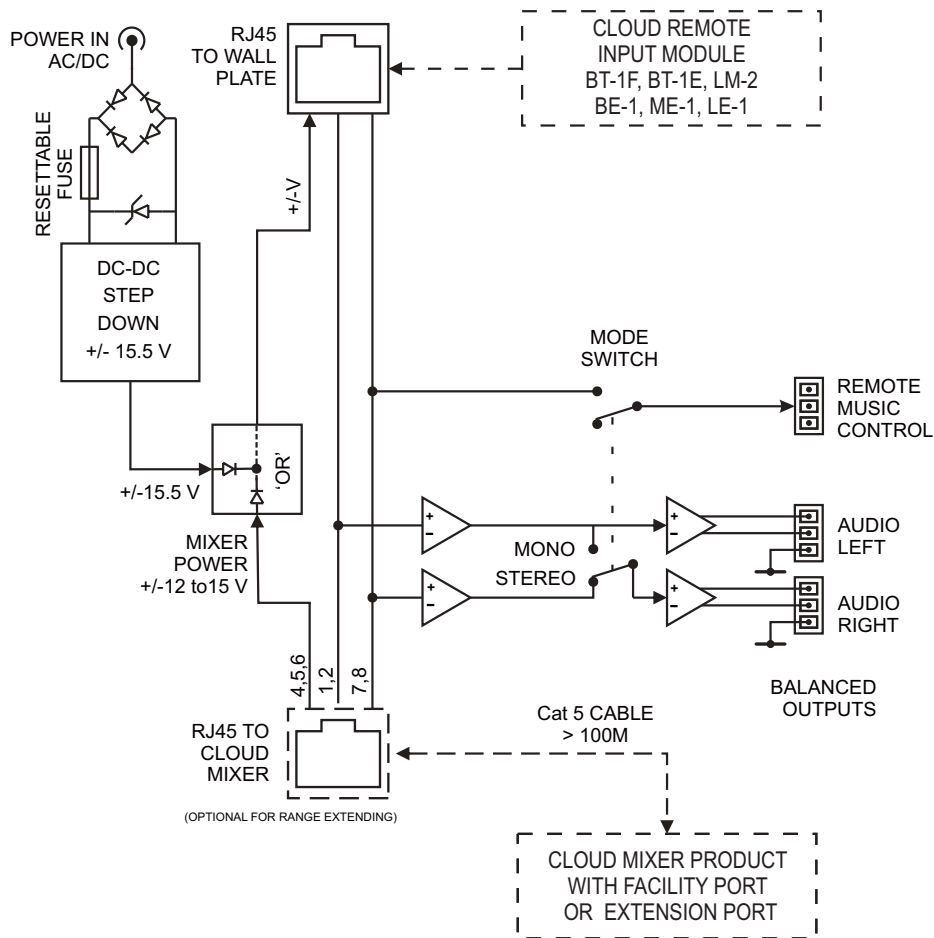 POWER IN
AC/DC
RJ45
TO WALL
PLATE
CLOUD REMOTE
INPUT MODULE
BT-1F, BT-1E, LM-2
BE-1, ME-1, LE-1
RESETTABLE
FUSE
+/-V
DC-DC
STEP
DOWN
+/- 15.5 V
MODE
SWITCH
REMOTE
MUSIC
CONTROL
'OR'
+/-15.5 V
MIXER
POWER
+/-12 to15 V
+
-
+
-
MONO
STEREO
+
-
+
-
AUDIO
LEFT
AUDIO
RIGHT
4,5,6
1,2
7,8
BALANCED
OUTPUTS
RJ45 TO
CLOUD
MIXER
Cat 5 CABLE
> 100M
(OPTIONAL FOR RANGE EXTENDING)
CLOUD MIXER PRODUCT
WITH FACILITY PORT
OR EXTENSION PORT